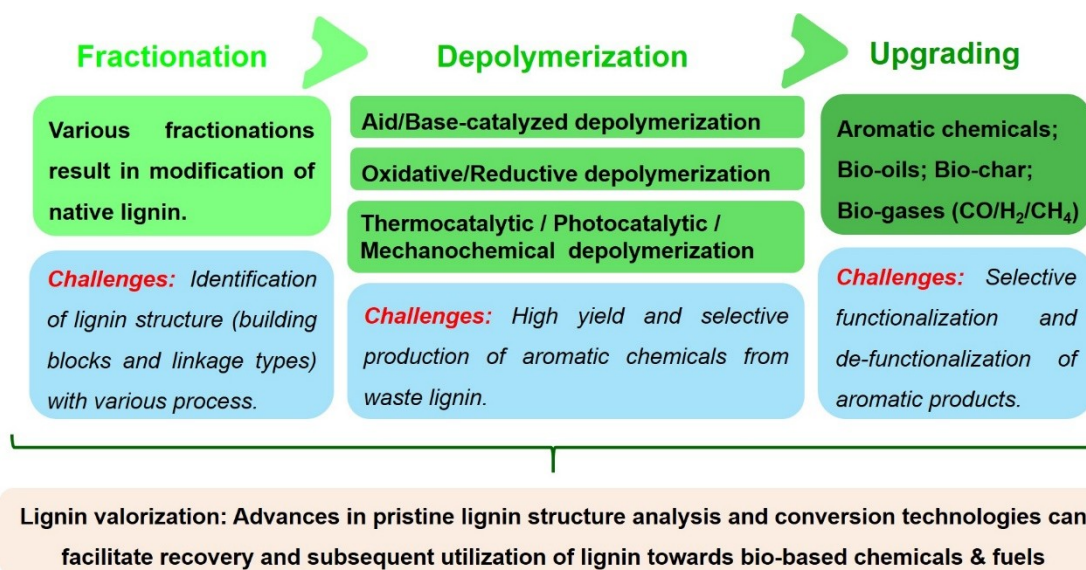 Fractionation
Depolymerization
Upgrading
Various fractionations
result in modification of
native lignin.
Aid/Base-catalyzed depolymerization
Oxidative/Reductive depolymerization
Thermocatalytic / Photocatalytic /
Mechanochemical depolymerization
Aromatic chemicals;
Bio-oils; Bio-char;
Bio-gases (CO/H₂/CH₄)
Challenges: Identification
of lignin structure (building
blocks and linkage types)
with various process.
Challenges: High yield and selective
production of aromatic chemicals from
waste lignin.
Challenges: Selective
functionalization and
de-functionalization of
aromatic products.
Lignin valorization: Advances in pristine lignin structure analysis and conversion technologies can
facilitate recovery and subsequent utilization of lignin towards bio-based chemicals & fuels